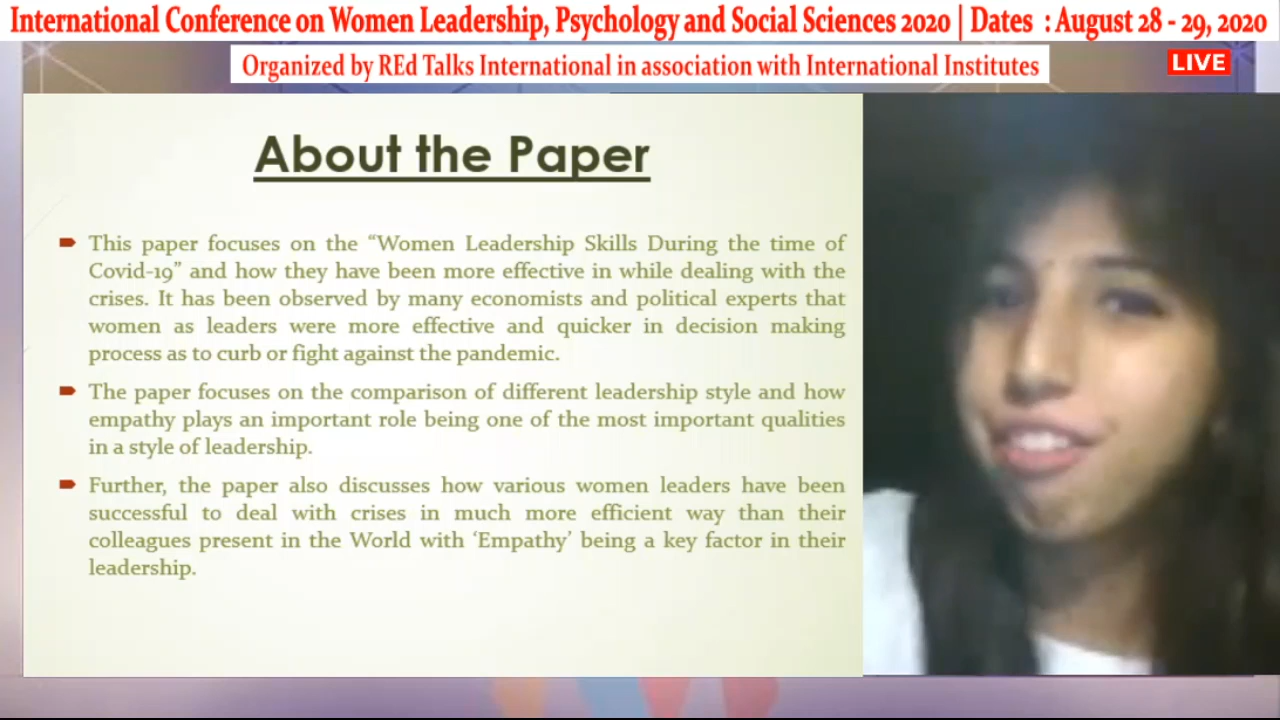 International Conference on Women Leadership, Psychology and Social Sciences 2020 | Dates : August 28 - 29, 2020
Organized by REd Talks International in association with International Institutes
LIVE
About the Paper
This paper focuses on the “Women Leadership Skills During the time of
Covid-19” and how they have been more effective in while dealing with the
crises. It has been observed by many economists and political experts that
women as leaders were more effective and quicker in decision making
process as to curb or fight against the pandemic.
The paper focuses on the comparison of different leadership style and how
empathy plays an important role being one of the most important qualities
in a style of leadership.
Further, the paper also discusses how various women leaders have been
successful to deal with crises in much more efficient way than their
colleagues present in the World with ‘Empathy’ being a key factor in their
leadership.